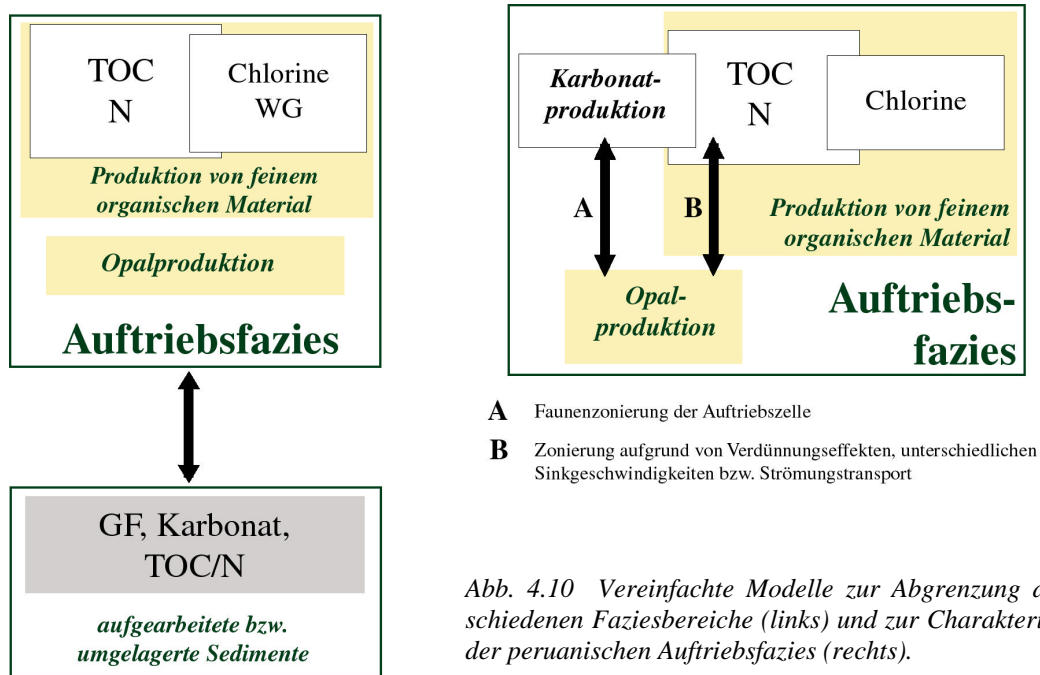 TOC
N
Chlorine
WG
Produktion von feinem
organischen Material
Opalproduktion
Auftriebsfazies
GF, Karbonat,
TOC/N
aufgearbeitete bzw.
umgelagerte Sedimente
Karbonat-
produktion
TOC
N
Chlorine
A
B
Produktion von feinem
organischen Material
Opal-
produktion
Auftriebs-
fazies
A Faunenzonierung der Auftriebszelle
B Zonierung aufgrund von Verdünnungseffekten, unterschiedlichen
Sinkgeschwindigkeiten bzw. Strömungstransport
Abb. 4.10 Vereinfachte Modelle zur Abgrenzung
schiedenen Faziesbereiche (links) und zur
der peruanischen Auftriebsfazies (rechts).